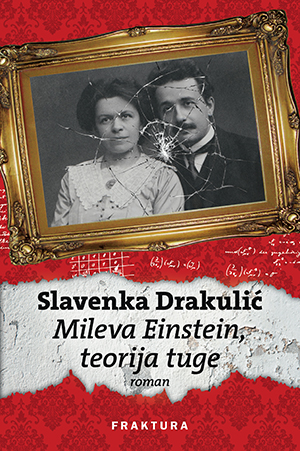 Slavenka Drakulić
Mileva Einstein,
teorija tuge
roman
FRAKTURA